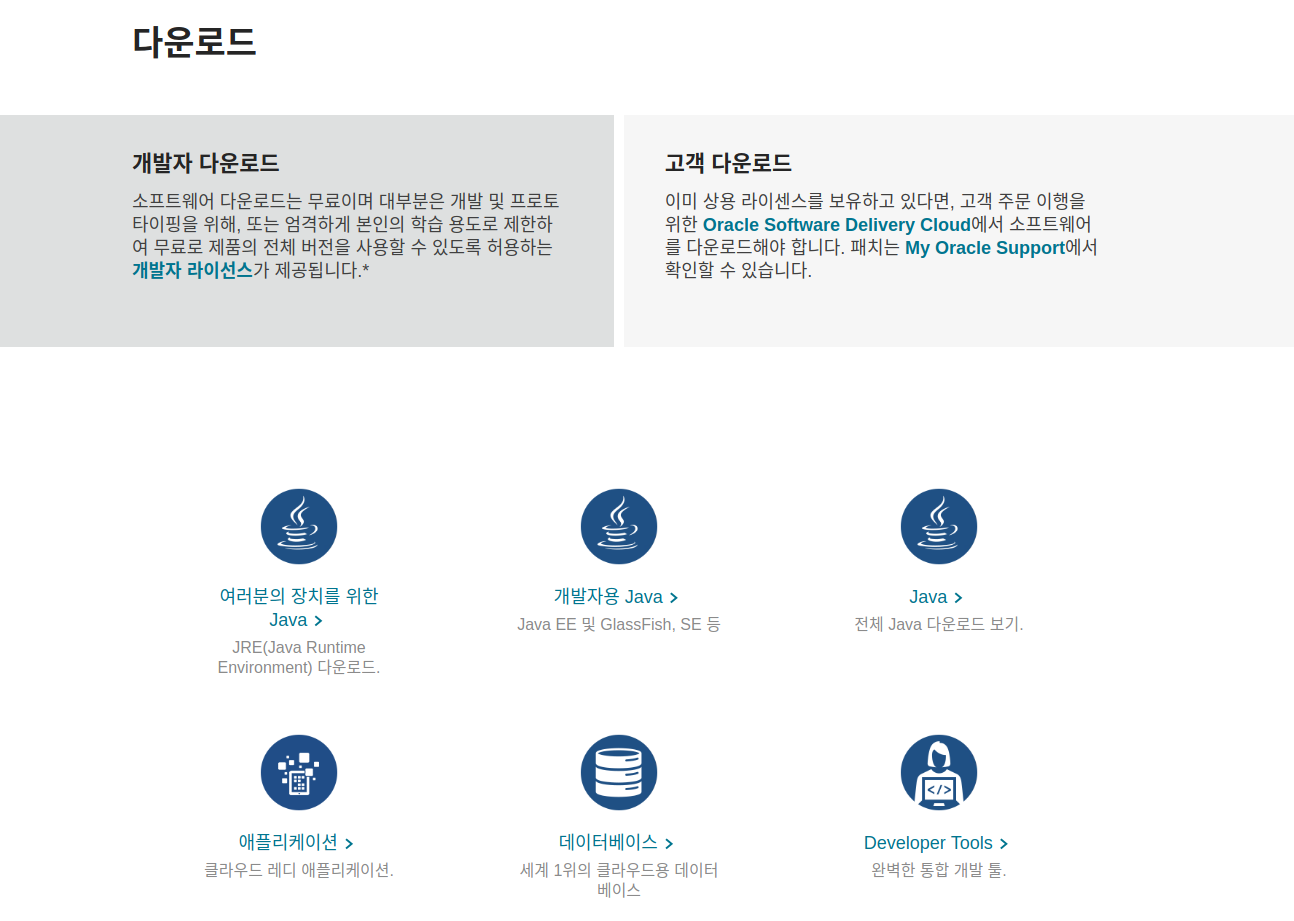 다운로드
개발자 다운로드
소프트웨어 다운로드는 무료이며 대부분은 개발 및 프로토
타이핑을 위해, 또는 엄격하게 본인의 학습 용도로 제한하
여 무료로 제품의 전체 버전을 사용할 수 있도록 허용하는
개발자 라이선스가 제공됩니다.*
고객 다운로드
이미 상용 라이센스를 보유하고 있다면, 고객 주문 이행을
위한 Oracle Software Delivery Cloud에서 소프트웨어
를 다운로드해야 합니다. 패치는 My Oracle Support에서
확인할 수 있습니다.
여러분의 장치를 위한
Java
JRE(Java Runtime
Environment) 다운로드.
개발자용 Java
Java EE 및 GlassFish, SE 등
Java
전체 Java 다운로드 보기.
애플리케이션
클라우드 레디 애플리케이션.
데이터베이스
세계 1위의 클라우드용 데이터
베이스
</>
Developer Tools
완벽한 통합 개발 툴.